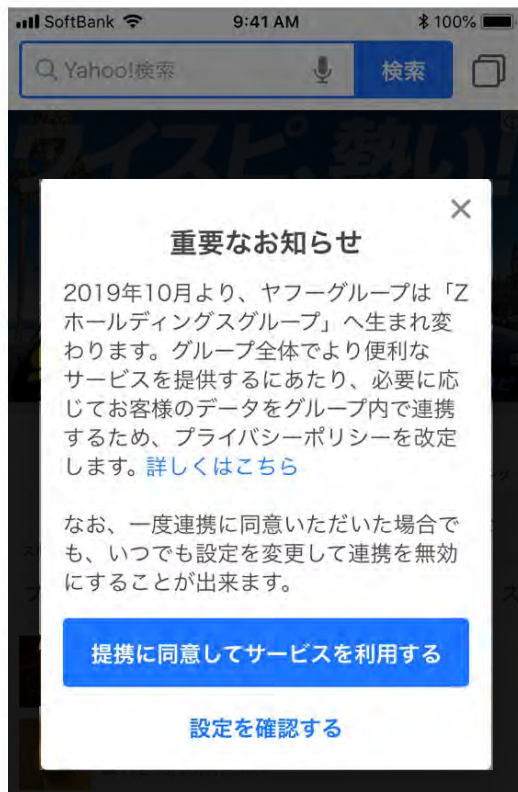 SoftBank 9:41 AM 100%
Yahoo!検索 検索
ワイスピ、勢い!
重要なお知らせ
2019年10月より、ヤフーグループは「Z
ホールディングスグループ」へ生まれ変
わります。グループ全体でより便利な
サービスを提供するにあたり、必要に応
じてお客様のデータをグループ内で連携
するため、プライバシーポリシーを改定
します。詳しくはこちら
なお、一度連携に同意いただいた場合で
も、いつでも設定を変更して連携を無効
にすることが出来ます。
提携に同意してサービスを利用する
設定を確認する